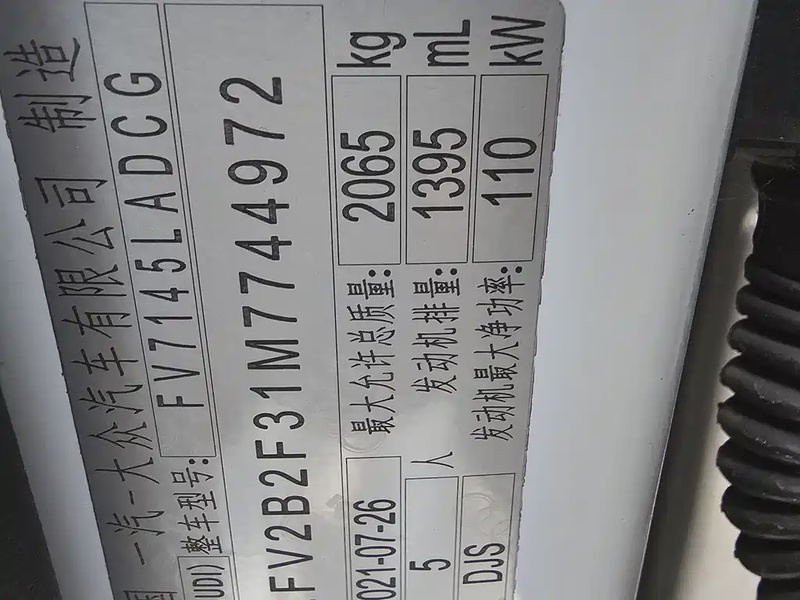 国 一汽-大众汽车有限公司 制造
UDI) 整车型号: FV7145LADCG
FV2B2F31M7744972
021-07-26 最大允许总质量: 2065 kg
5 人 发动机排量: 1395 mL
DJS 发动机最大净功率: 110 kW